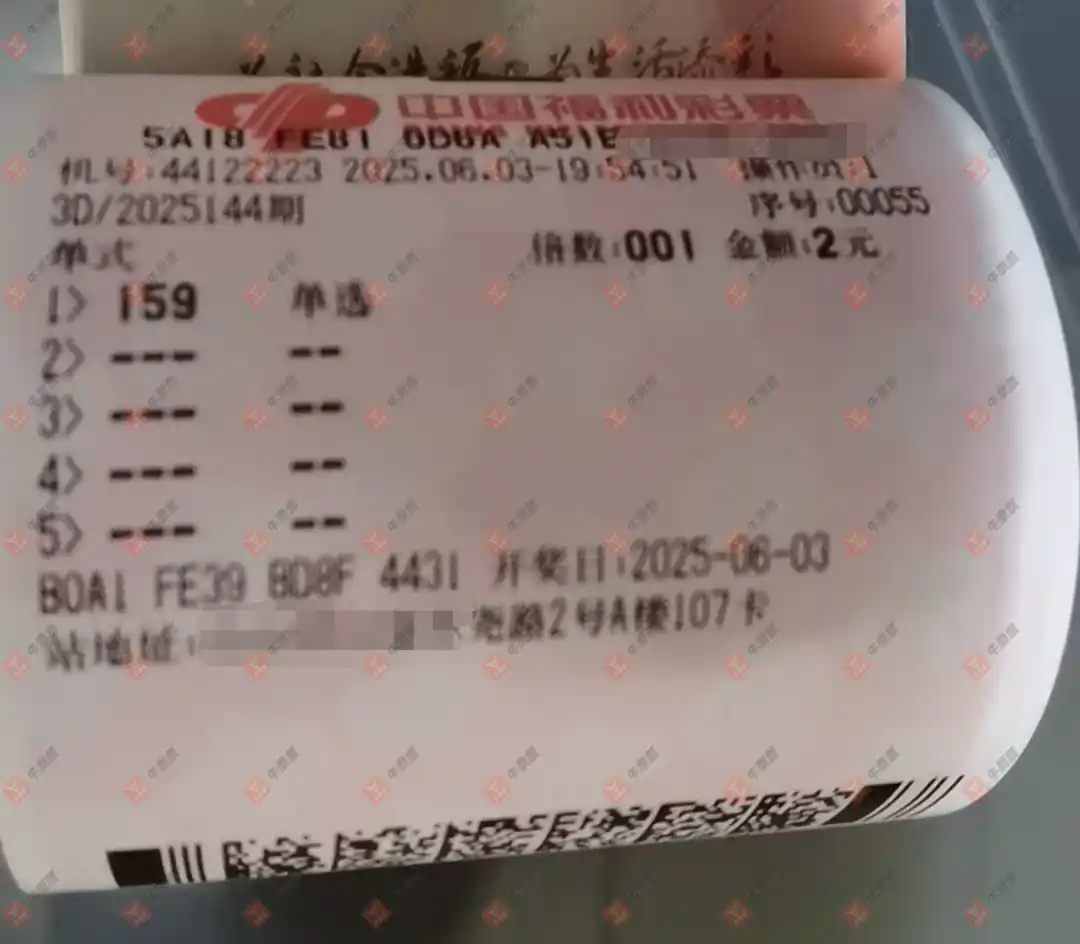 中国福利彩票
5A18 FE81 0D6A A51E
机号:44122223 2025.06.03-19:54:51 操作员:1
3D/2025144期 序号:00055
单式 倍数:001 金额:2元
1> 159 单选
2> --- --
3> --- --
4> --- --
5> --- --
B0A1 FE39 BD8F 4431 开奖日:2025-06-03
站地址: 路2号A楼107卡